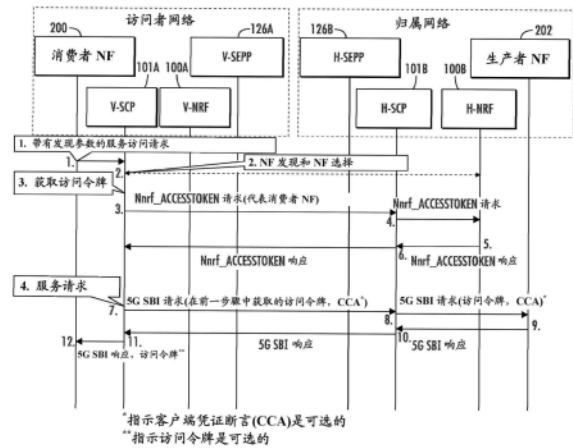 访问者网络
归属网络
200
126A
126B
202
消费者 NF
101A
100A
V-SEPP
H-SEPP
101B
100B
生产者 NF
V-SCP
V-NRF
H-SCP
H-NRF
1. 带有发现参数的服务访问请求
1.
2.
2. NF 发现和 NF 选择
3. 获取访问令牌
3.
Nnrf_ACCESSTOKEN 请求(代表消费者 NF)
Nnrf_ACCESSTOKEN 请求
4.
5.
6.
Nnrf_ACCESSTOKEN 响应
Nnrf_ACCESSTOKEN 响应
4. 服务请求
7.
5G SBI 请求(在前一步骤中获取的访问令牌, CCA*)
5G SBI 请求(访问令牌, CCA)*
8.
9.
12.
11.
5G SBI 响应
10.
5G SBI 响应
5G SBI 响应, 访问令牌**
*指示客户端凭证断言(CCA)是可选的
**指示访问令牌是可选的